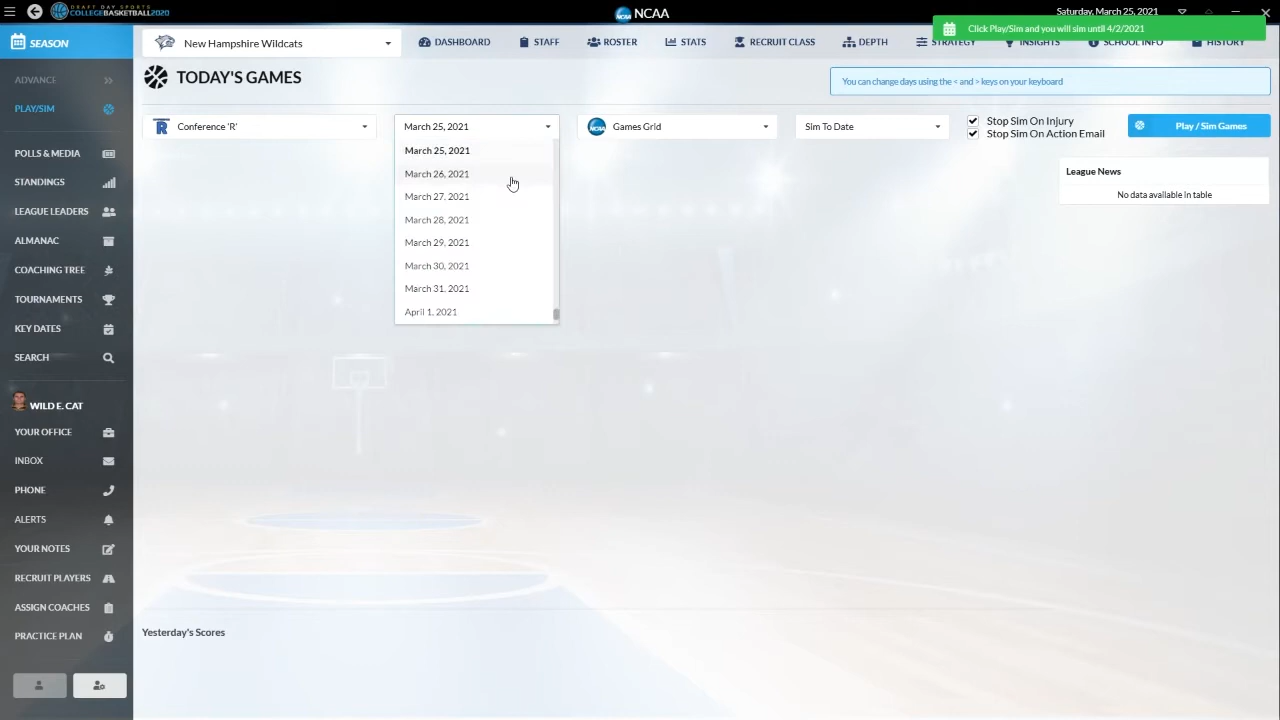 DRAFT DAY SPORTS
COLLEGE BASKETBALL 2020
NCAA
Saturday, March 25, 2021
Click Play/Sim and you will sim until 4/2/2021
SEASON
New Hampshire Wildcats
DASHBOARD
STAFF
ROSTER
STATS
RECRUIT CLASS
DEPTH
STRATEGY
INSIGHTS
SCHOOL INFO
HISTORY
ADVANCE
PLAY/SIM
TODAY'S GAMES
You can change days using the < and > keys on your keyboard
Conference 'R'
March 25, 2021
Games Grid
Sim To Date
Stop Sim On Injury
Stop Sim On Action Email
Play / Sim Games
March 25, 2021
March 26, 2021
March 27, 2021
March 28, 2021
March 29, 2021
March 30, 2021
March 31, 2021
April 1, 2021
League News
No data available in table
POLLS & MEDIA
STANDINGS
LEAGUE LEADERS
ALMANAC
COACHING TREE
TOURNAMENTS
KEY DATES
SEARCH
WILD E. CAT
YOUR OFFICE
INBOX
PHONE
ALERTS
YOUR NOTES
RECRUIT PLAYERS
ASSIGN COACHES
PRACTICE PLAN
Yesterday's Scores